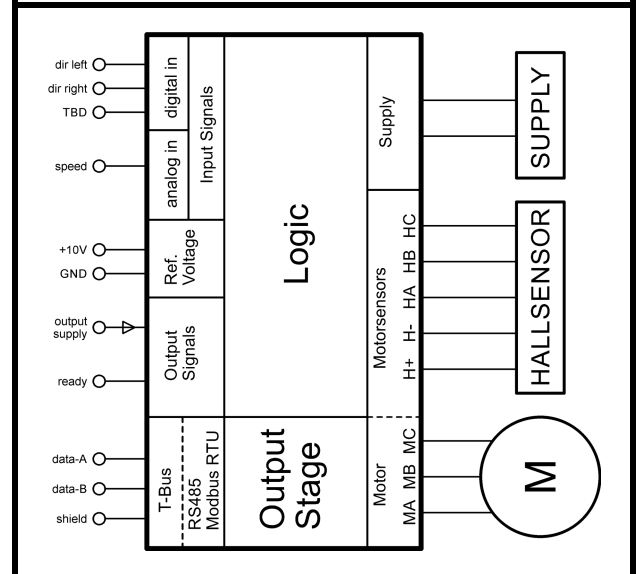 dir left
dir right
TBD
speed
+10V
GND
output
supply
ready
data-A
data-B
shield
digital in
analog in
Input Signals
Ref.
Voltage
Output
Signals
T-Bus
RS485
Modbus RTU
Logic
Output
Stage
Supply
Motorsensors
H+ H- HA HB HC
Motor
MA MB MC
SUPPLY
HALLSENSOR
M